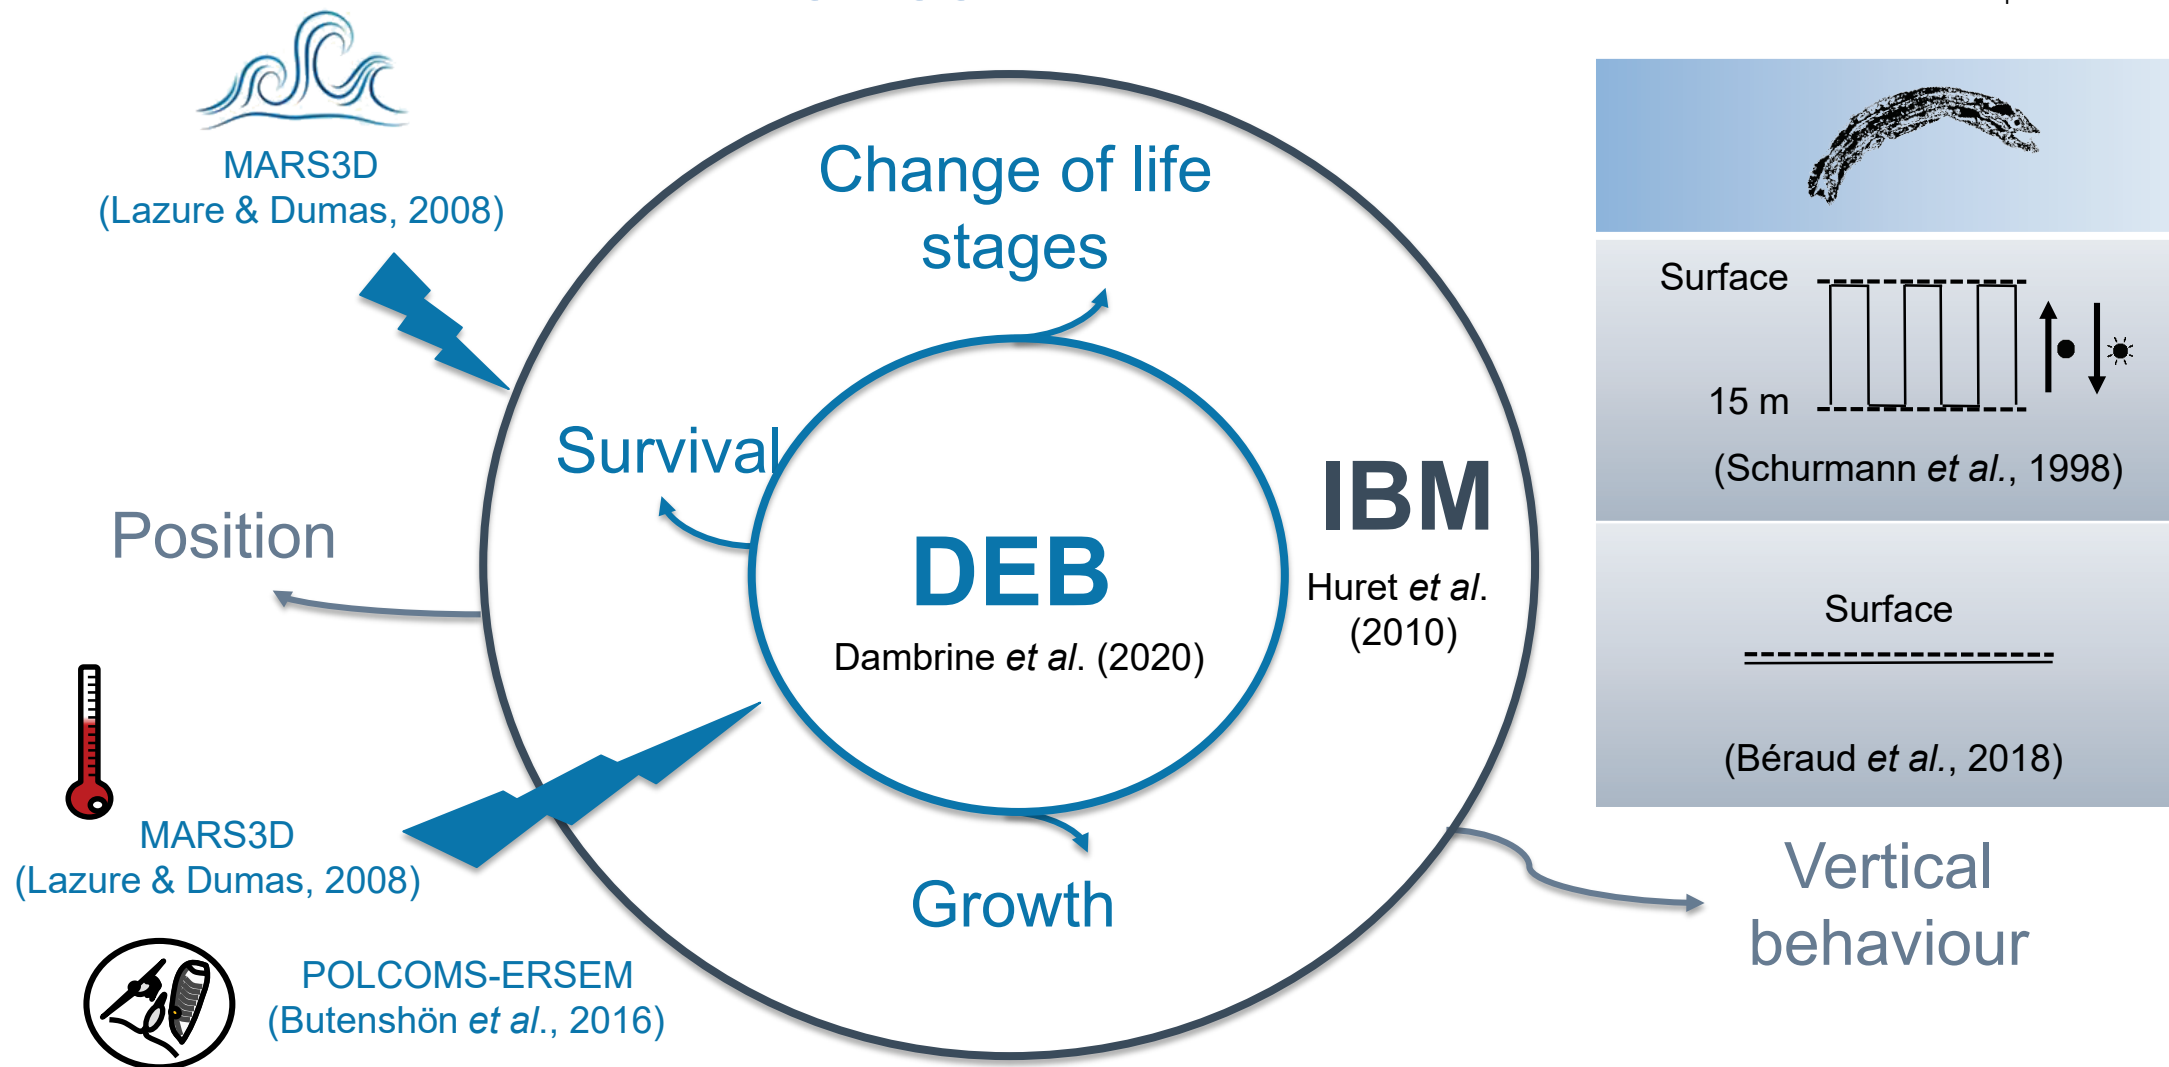 MARS3D
(Lazure & Dumas, 2008)
Change of life
stages
Survival
Position
DEB
Dambrine et al. (2020)
IBM
Huret et al.
(2010)
Growth
MARS3D
(Lazure & Dumas, 2008)
POLCOMS-ERSEM
(Butenshön et al., 2016)
Surface
15 m
(Schurmann et al., 1998)
Surface
(Béraud et al., 2018)
Vertical
behaviour